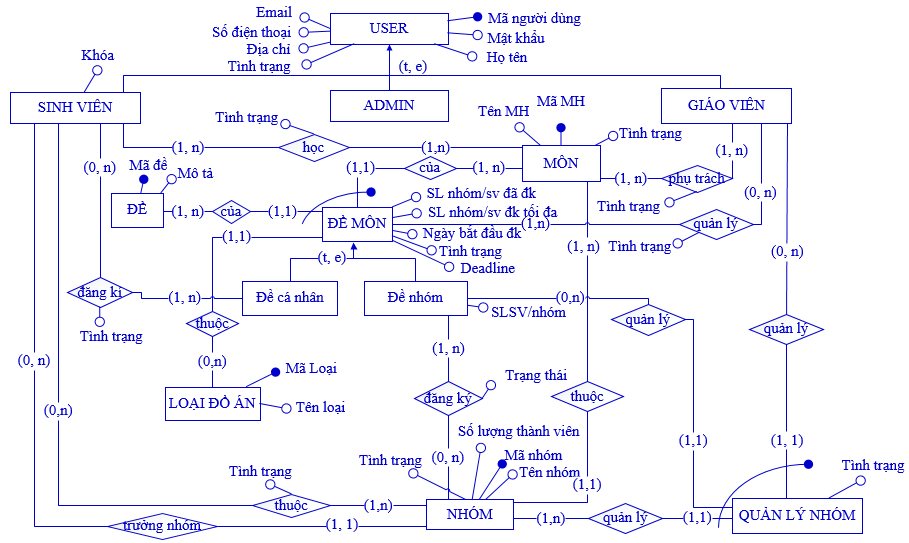 Email
Số điện thoại
Địa chỉ
Tình trạng
USER
Mã người dùng
Mật khẩu
Họ tên
(t, e)
Khóa
SINH VIÊN
ADMIN
GIÁO VIÊN
Tình trạng
(1, n)
học
(1,n)
Tên MH
Mã MH
Tình trạng
MÔN
(1, n)
(0, n)
(1,1)
của
(1, n)
(1, n)
phụ trách
Tình trạng
(0, n)
Mã đề
Mô tả
ĐỀ
(1, n)
của
(1,1)
ĐỀ MÔN
SL nhóm/sv đã đk
SL nhóm/sv đk tối đa
Ngày bắt đầu đk
Tình trạng
Deadline
(1,n)
quản lý
Tình trạng
(1,1)
(t, e)
(1, n)
(0, n)
đăng kí
Tình trạng
(1, n)
Đề cá nhân
Đề nhóm
SLSV/nhóm
(0,n)
quản lý
quản lý
thuộc
(0,n)
(1, n)
(0, n)
Mã Loại
LOẠI ĐỒ ÁN
Tên loại
Trạng thái
đăng ký
thuộc
(0,n)
Số lượng thành viên
(1,1)
(1, 1)
Tình trạng
Tình trạng
(0, n)
Mã nhóm
Tên nhóm
(1,1)
Tình trạng
thuộc
(1,n)
NHÓM
trưởng nhóm
(1, 1)
(1,n)
quản lý
(1,1)
QUẢN LÝ NHÓM